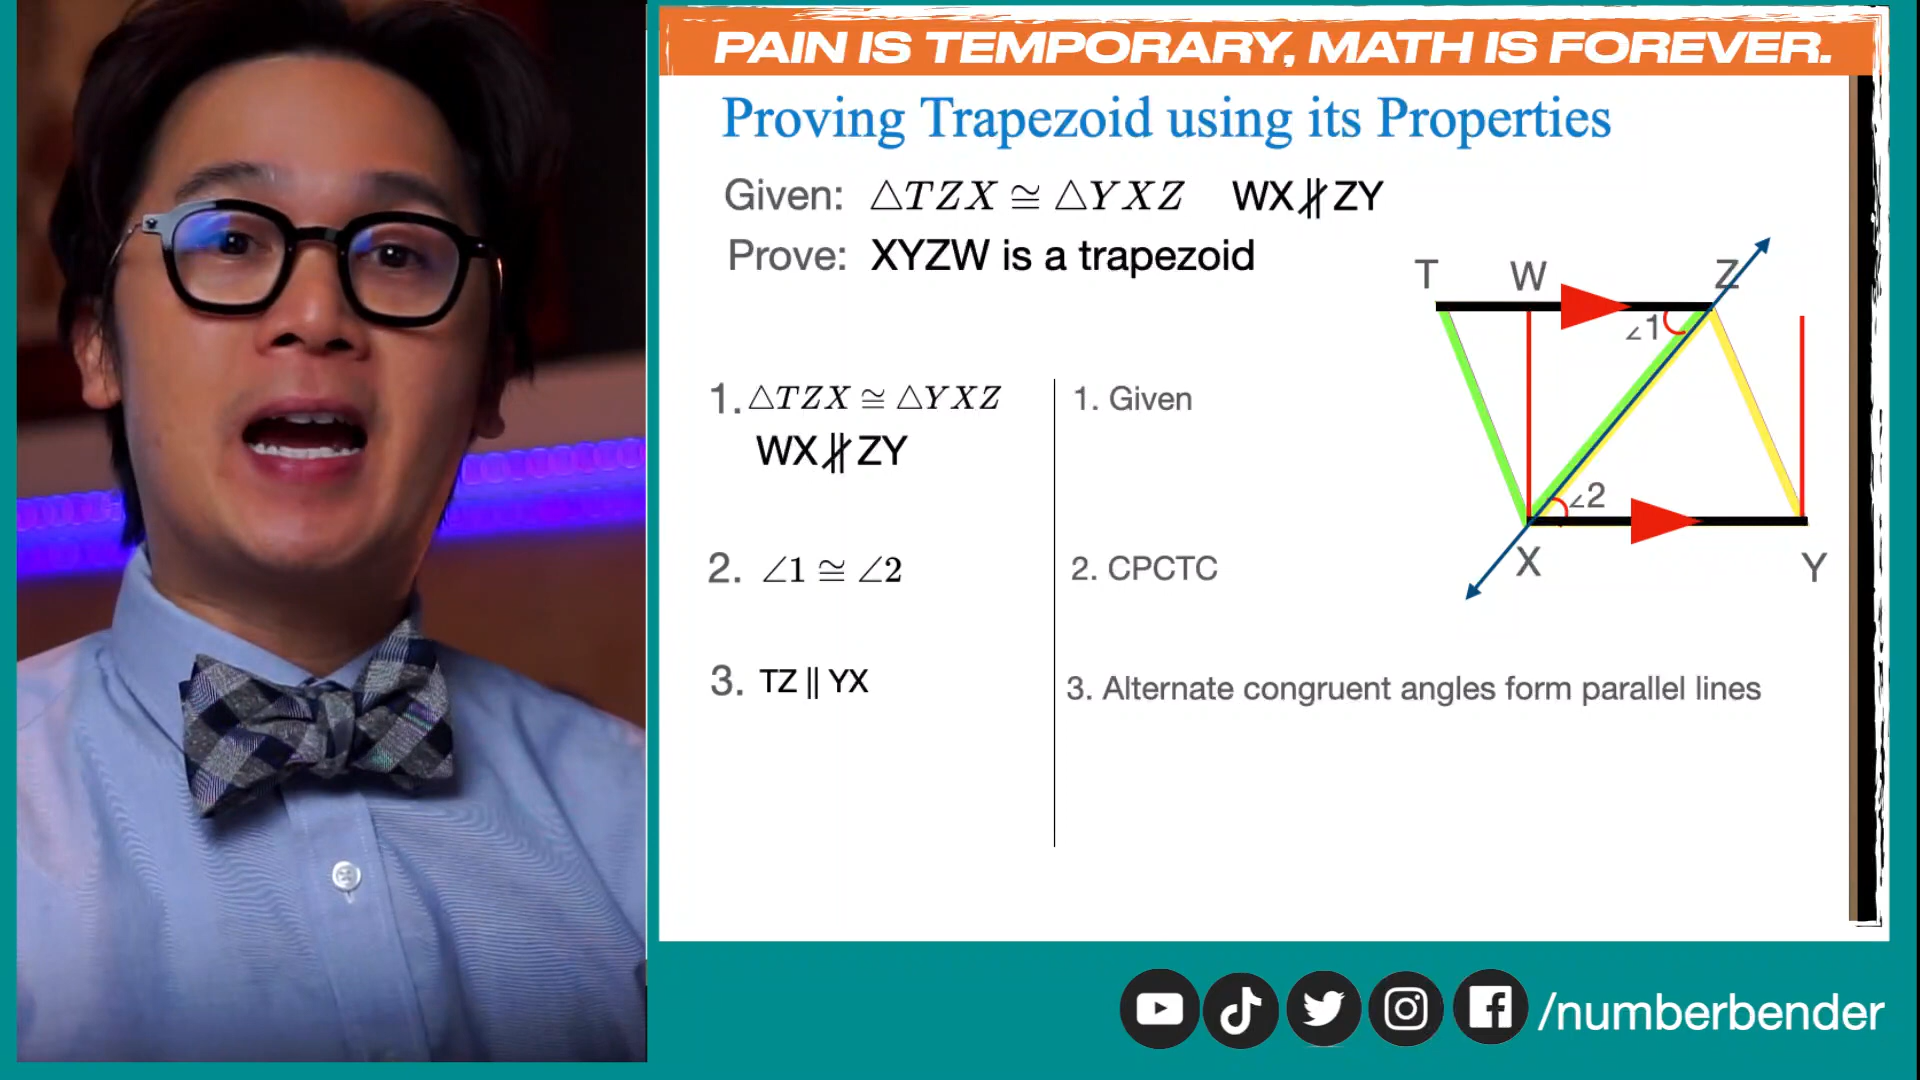 PAIN IS TEMPORARY, MATH IS FOREVER.
Proving Trapezoid using its Properties
Given: △TZX ≅ △YXZ WX ∦ ZY
Prove: XYZW is a trapezoid
T W Z
∠1
∠2
X Y
1. △TZX ≅ △YXZ 1. Given
WX ∦ ZY
2. ∠1 ≅ ∠2 2. CPCTC
3. TZ || YX 3. Alternate congruent angles form parallel lines
/numberbender